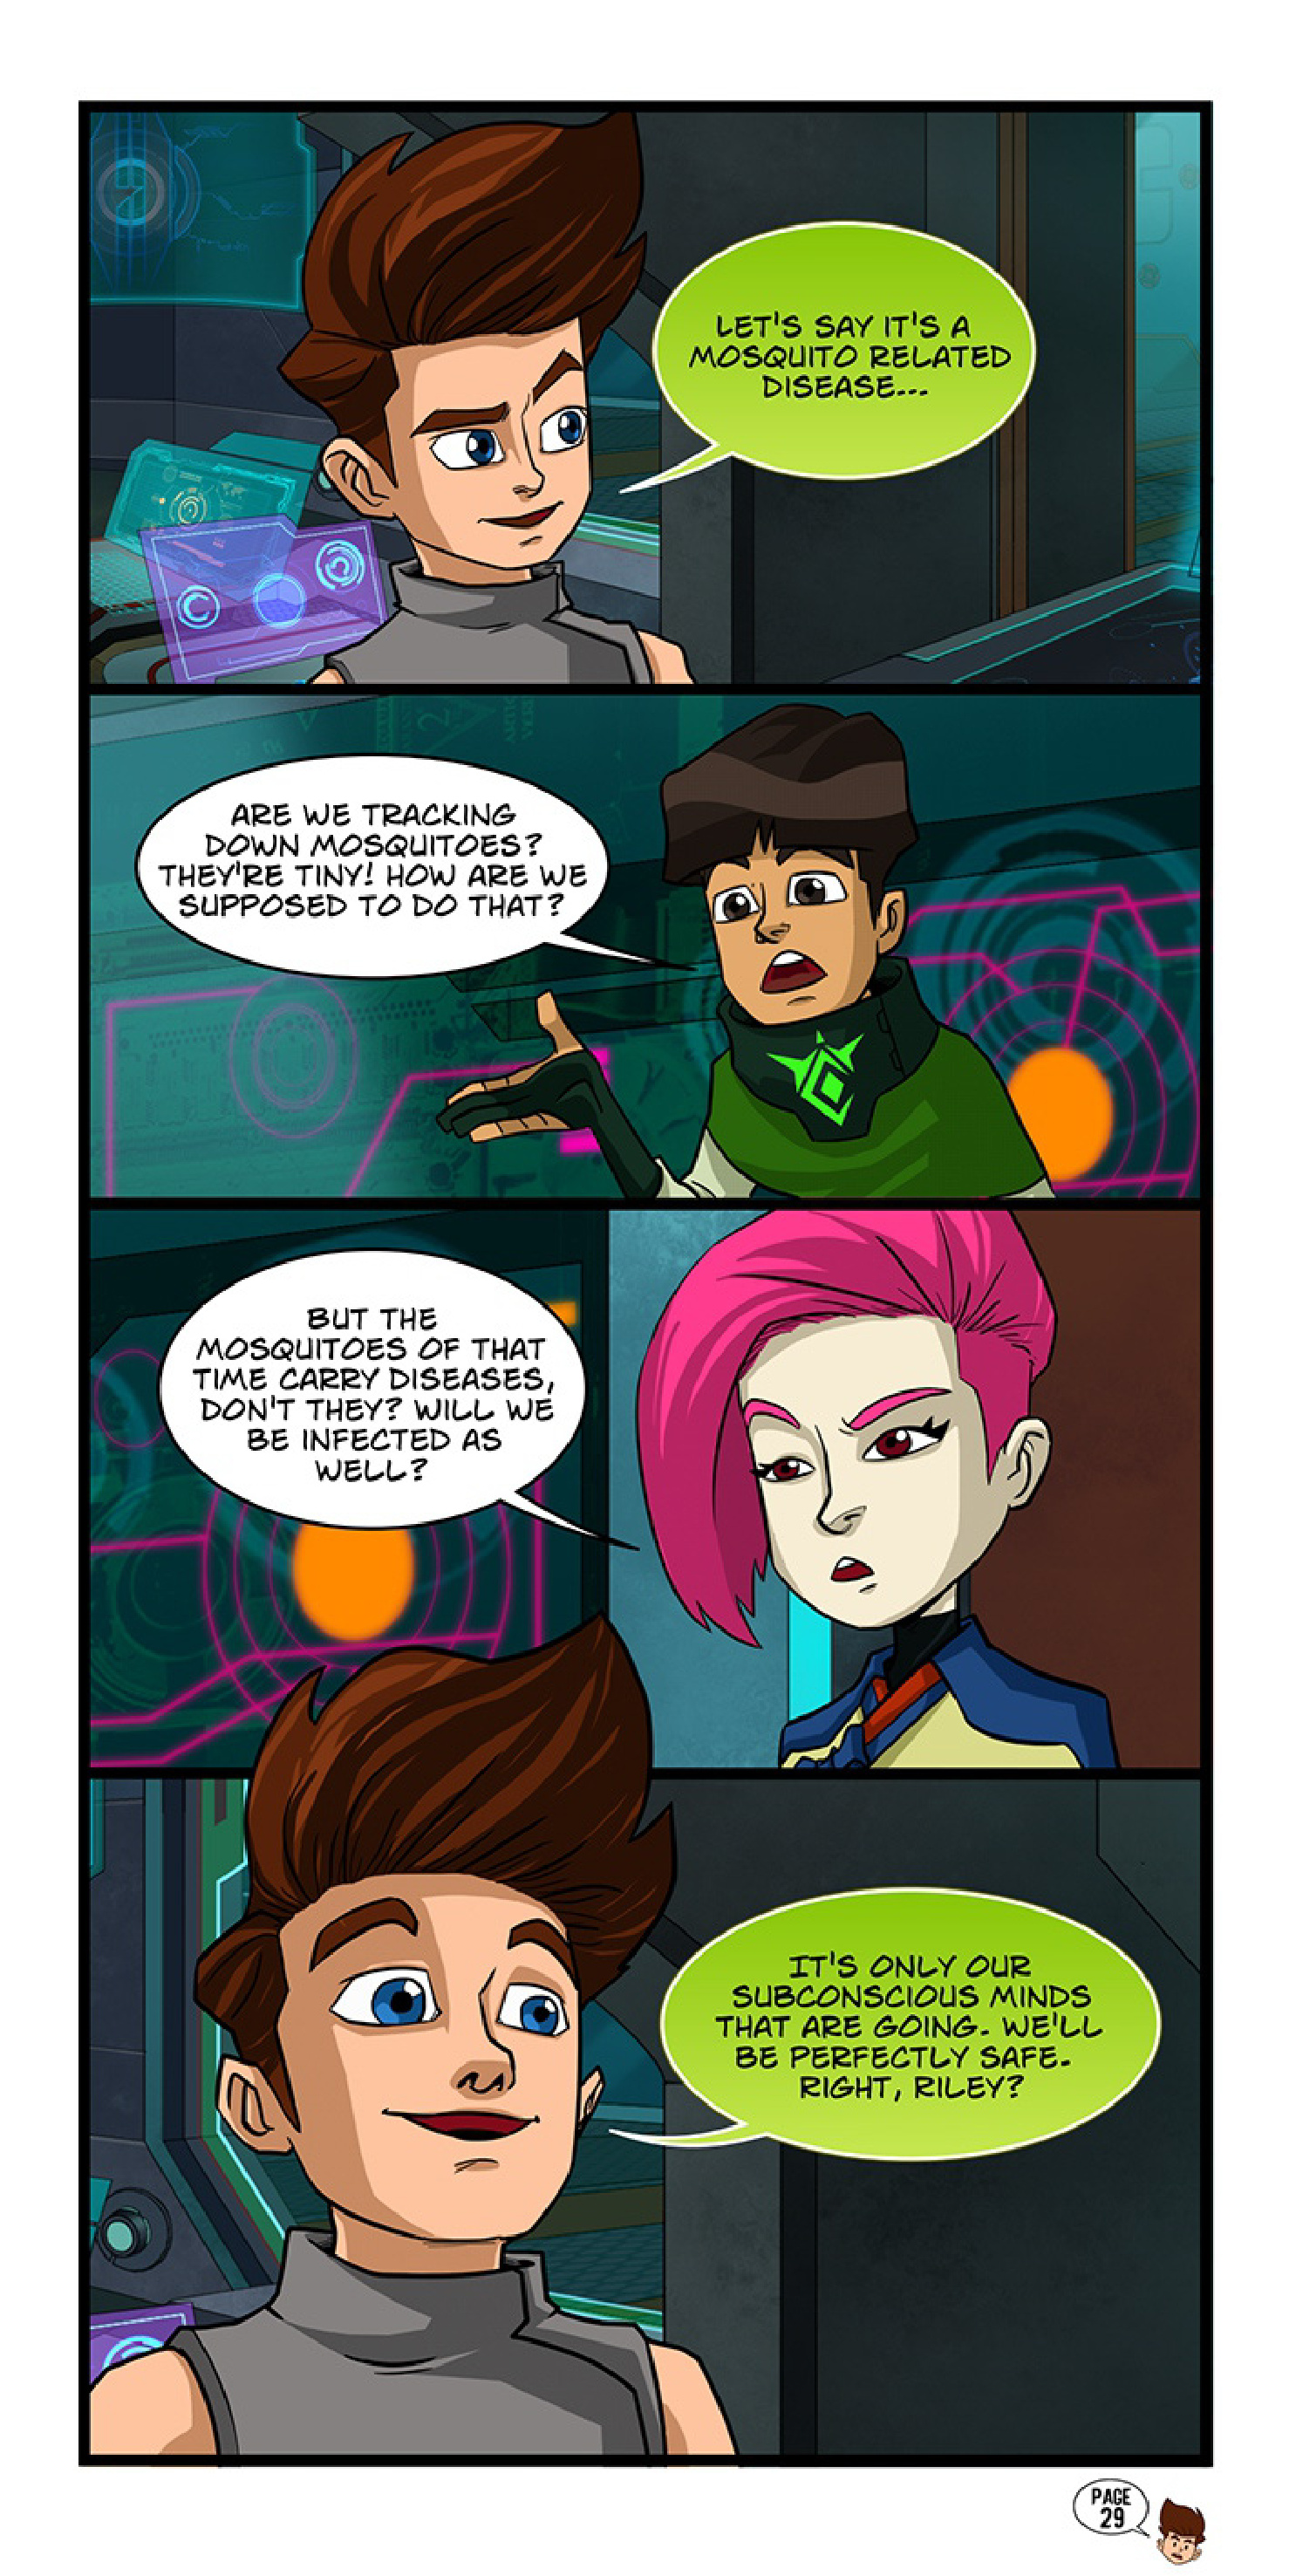 LET'S SAY IT'S A
MOSQUITO RELATED
DISEASE...
ARE WE TRACKING
DOWN MOSQUITOES?
THEY'RE TINY! HOW ARE WE
SUPPOSED TO DO THAT?
BUT THE
MOSQUITOES OF THAT
TIME CARRY DISEASES,
DON'T THEY? WILL WE
BE INFECTED AS
WELL?
IT'S ONLY OUR
SUBCONSCIOUS MINDS
THAT ARE GOING. WE'LL
BE PERFECTLY SAFE.
RIGHT, RILEY?
PAGE
29